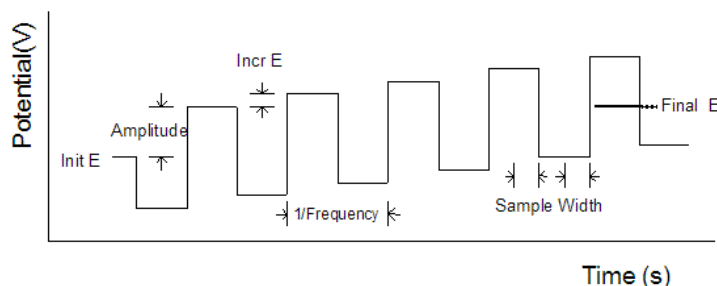 Potential(V)
Incr E
Amplitude
Init E
Final E
1/Frequency
Sample Width
Time (s)